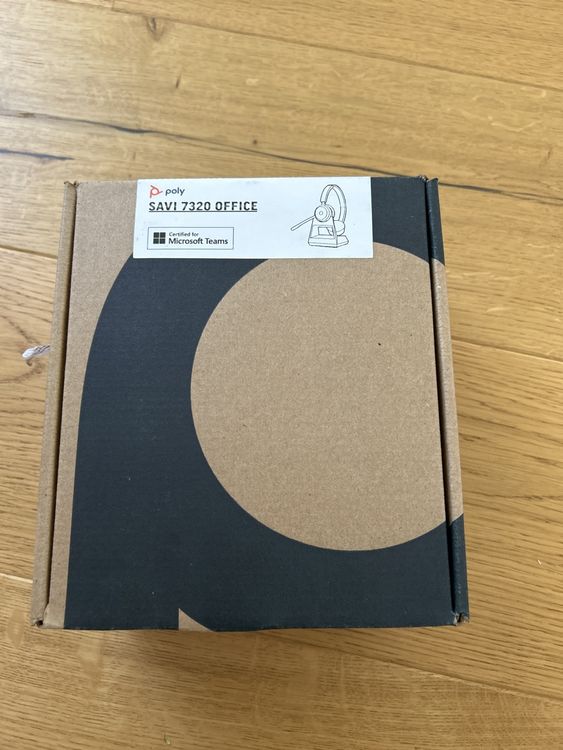 poly
SAVI 7320 OFFICE
Certified for
Microsoft Teams